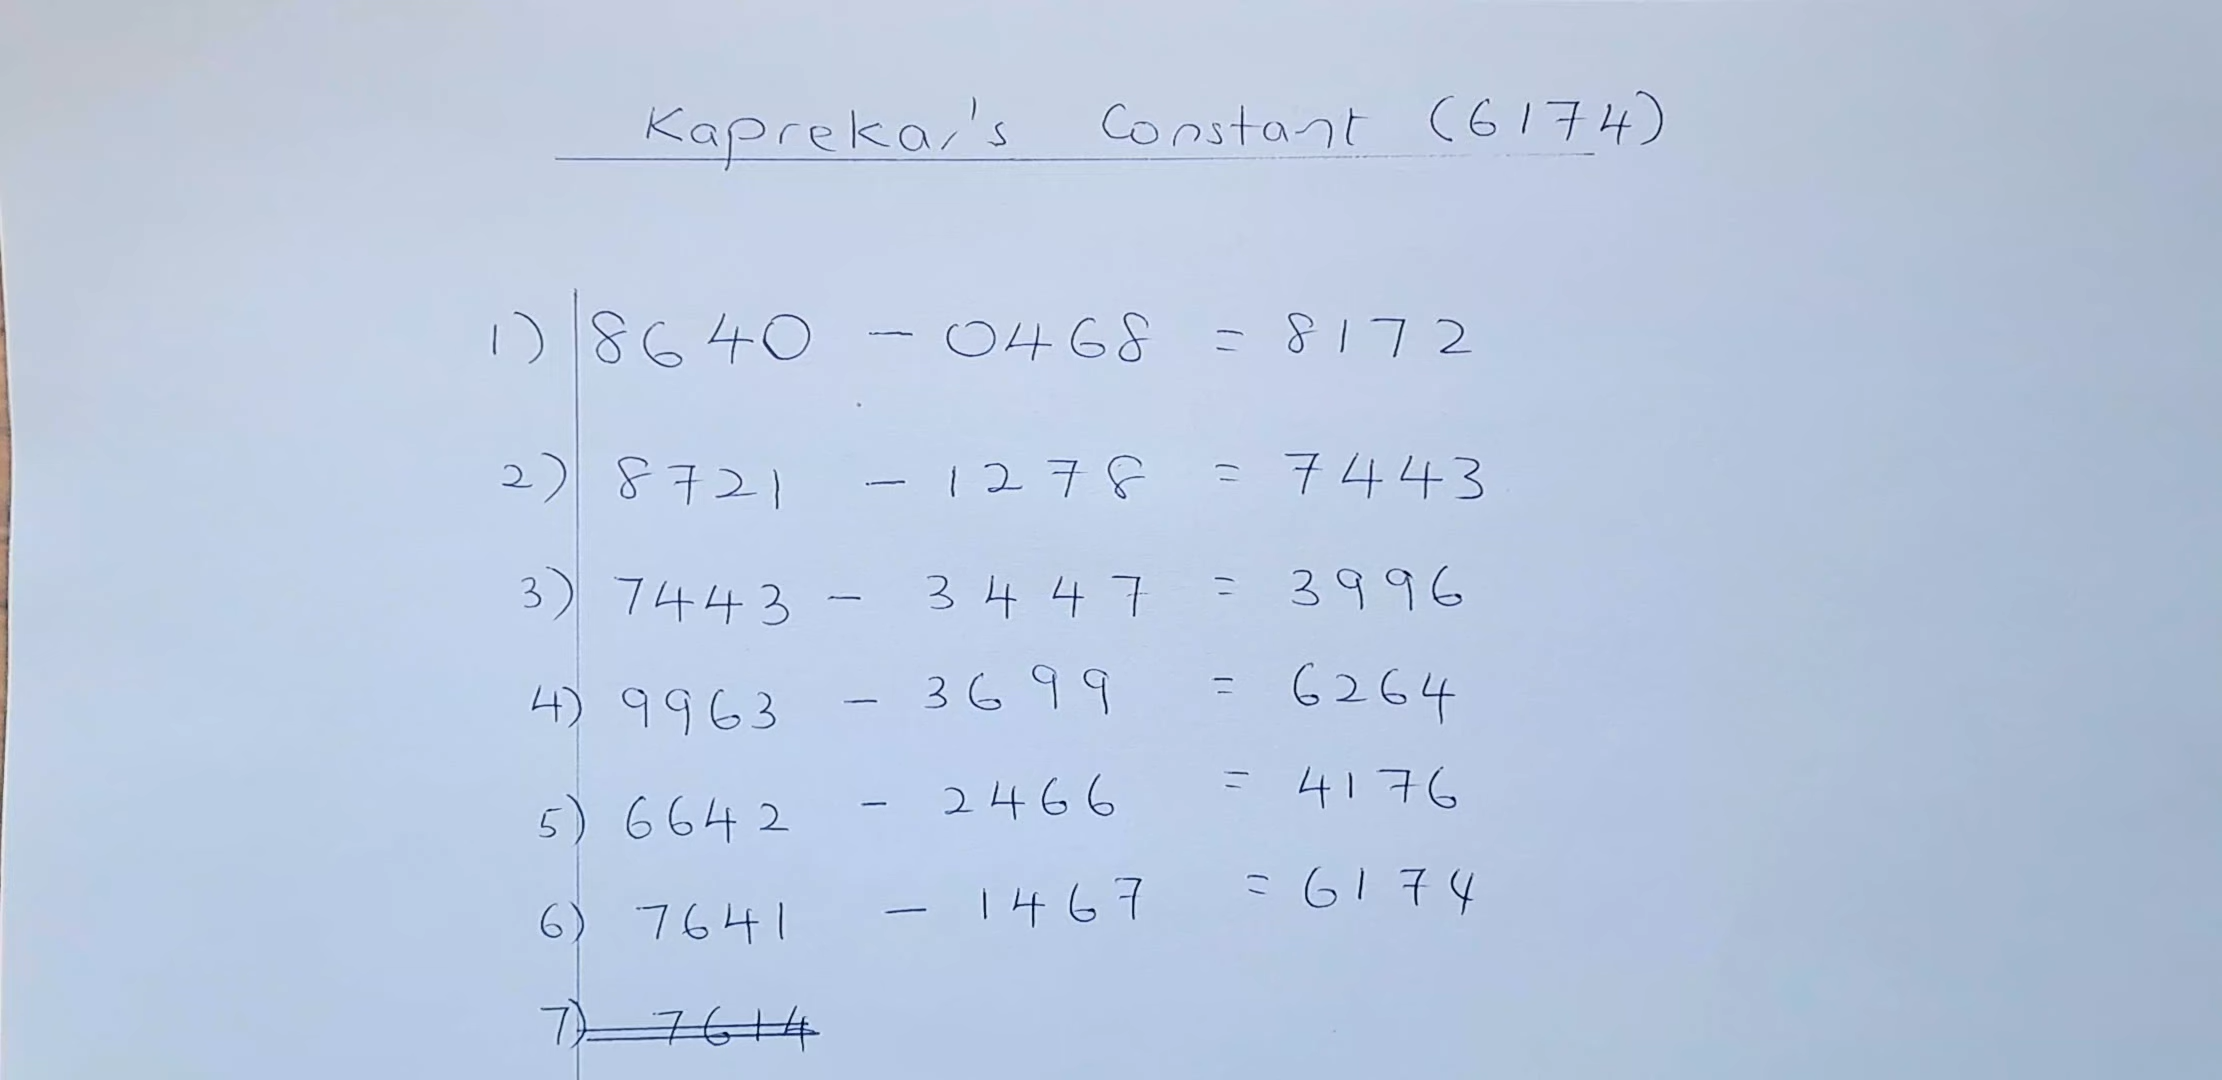 Kaprekar's Constant (6174)
1) 8640 - 0468 = 8172
2) 8721 - 1278 = 7443
3) 7443 - 3447 = 3996
4) 9963 - 3699 = 6264
5) 6642 - 2466 = 4176
6) 7641 - 1467 = 6174
7) 7614